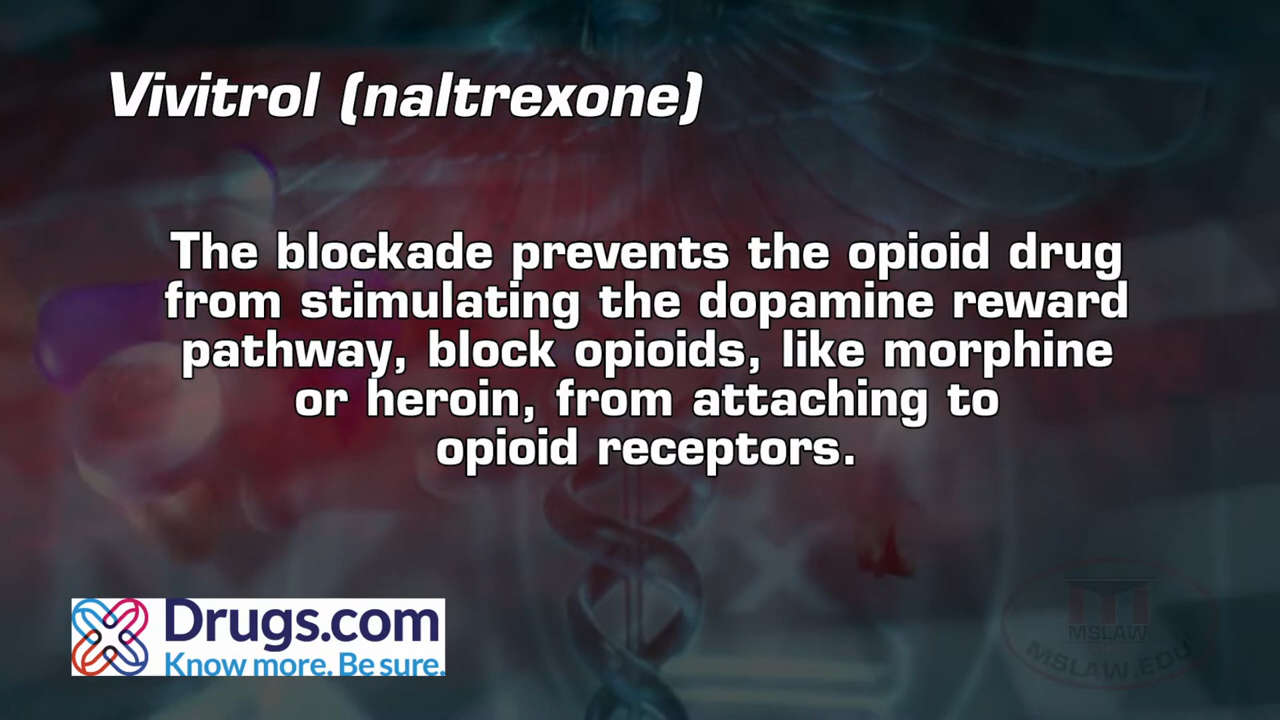 Vivitrol (naltrexone)
The blockade prevents the opioid drug
from stimulating the dopamine reward
pathway, block opioids, like morphine
or heroin, from attaching to
opioid receptors.
Drugs.com
Know more. Be sure.
MSLAW
MSLAW.EDU